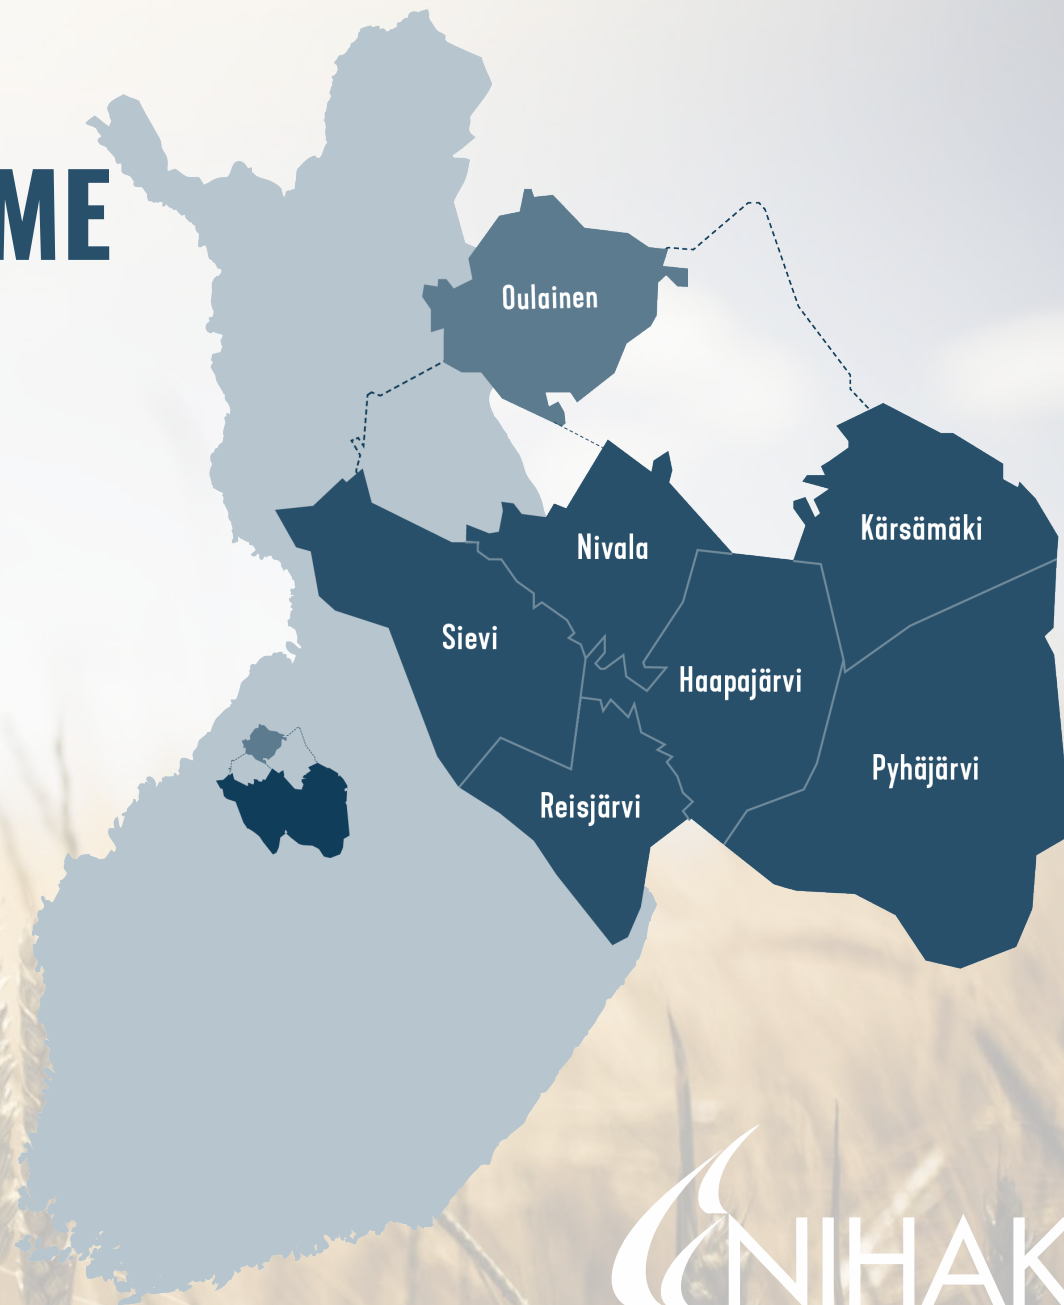 ME
Oulainen
Kärsämäki
Nivala
Sievi
Haapajärvi
Pyhäjärvi
Reisjärvi
NIHAK